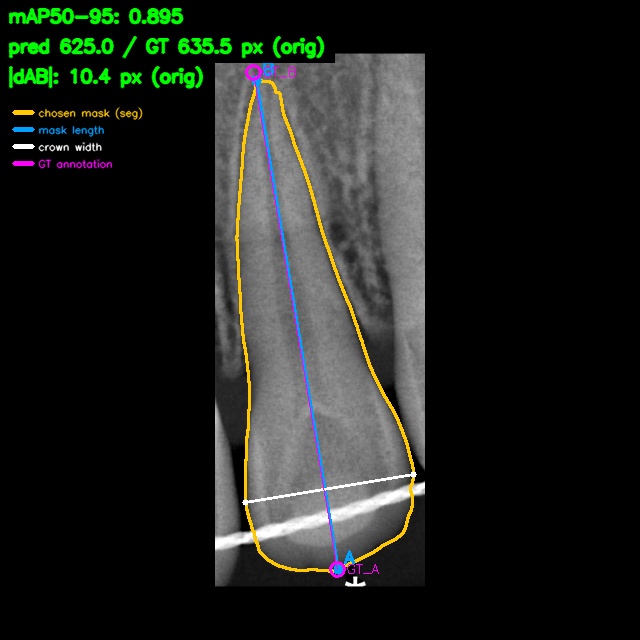 mAP50-95: 0.895
pred 625.0 / GT 635.5 px (orig)
|dAB|: 10.4 px (orig)
chosen mask (seg)
mask length
crown width
GT annotation
A
GT_A